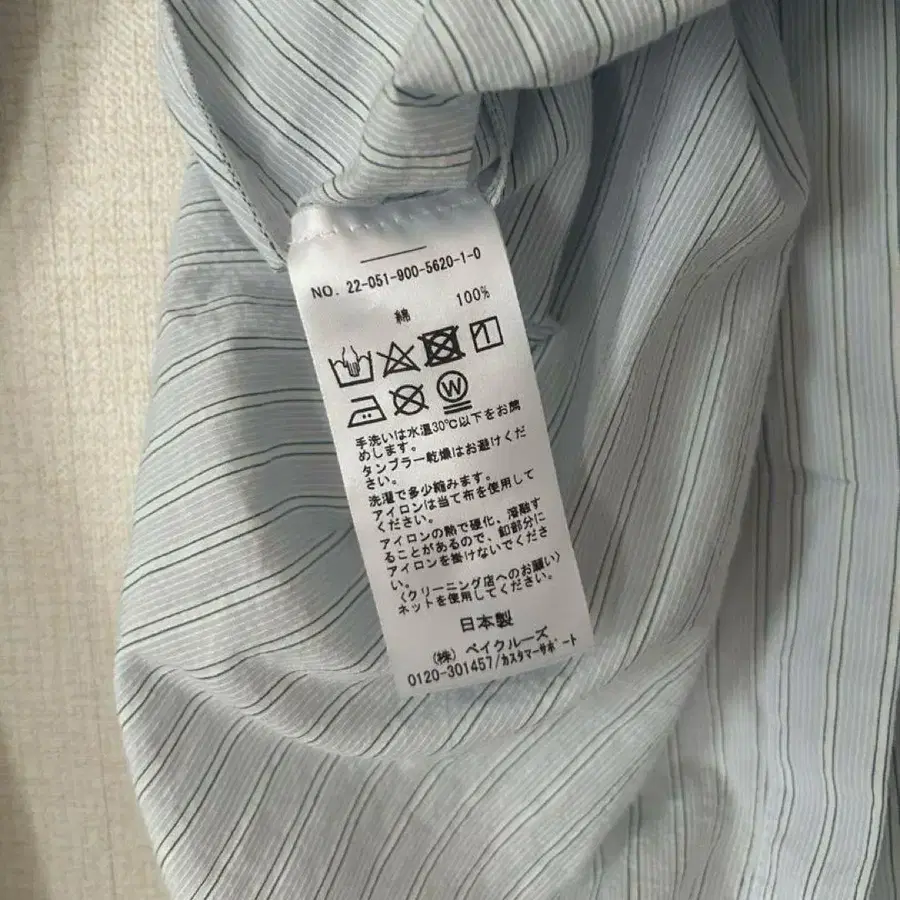 NO. 22-051-900-5620-1-0
綿 100%
W
手洗いは水温30℃以下をお薦
めします。
タンブラー乾燥はお避けくだ
さい。
洗濯で多少縮みます。
アイロンは当て布を使用して
ください。
アイロンの熱で硬化、溶融す
ることがあるので、釦部分に
アイロンを掛けないでくださ
い。
〈クリーニング店へのお願い〉
ネットを使用してください。
日本製
(株) ベイクルーズ
0120-301457/カスタマーサポート